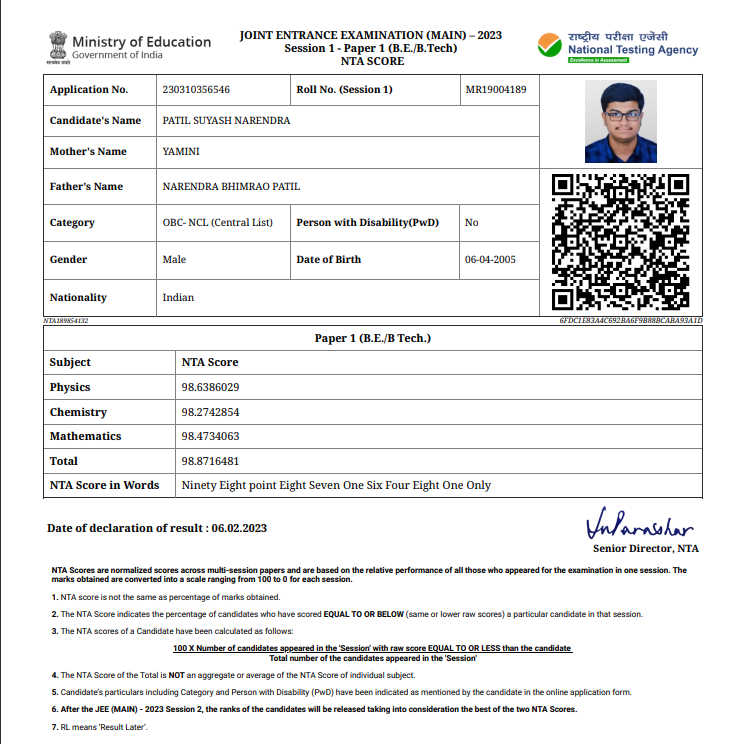 Ministry of Education
Government of India
सत्यमेव जयते
JOINT ENTRANCE EXAMINATION (MAIN) – 2023
Session 1 - Paper 1 (B.E./B.Tech)
NTA SCORE
राष्ट्रीय परीक्षा एजेंसी
National Testing Agency
Excellence in Assessment
Application No. 230310356546 Roll No. (Session 1) MR19004189
Candidate's Name PATIL SUYASH NARENDRA
Mother's Name YAMINI
Father's Name NARENDRA BHIMRAO PATIL
Category OBC- NCL (Central List) Person with Disability(PwD) No
Gender Male Date of Birth 06-04-2005
Nationality Indian
NTA189854132 6FDC1E83A4C692BA6F9B88BCABA93A1D
Paper 1 (B.E./B Tech.)
Subject NTA Score
Physics 98.6386029
Chemistry 98.2742854
Mathematics 98.4734063
Total 98.8716481
NTA Score in Words Ninety Eight point Eight Seven One Six Four Eight One Only
Date of declaration of result : 06.02.2023
Senior Director, NTA
NTA Scores are normalized scores across multi-session papers and are based on the relative performance of all those who appeared for the examination in one session. The
marks obtained are converted into a scale ranging from 100 to 0 for each session.
1. NTA score is not the same as percentage of marks obtained.
2. The NTA Score indicates the percentage of candidates who have scored EQUAL TO OR BELOW (same or lower raw scores) a particular candidate in that session.
3. The NTA scores of a Candidate have been calculated as follows:
100 X Number of candidates appeared in the 'Session' with raw score EQUAL TO OR LESS than the candidate
Total number of the candidates appeared in the 'Session'
4. The NTA Score of the Total is NOT an aggregate or average of the NTA Score of individual subject.
5. Candidate's particulars including Category and Person with Disability (PwD) have been indicated as mentioned by the candidate in the online application form.
6. After the JEE (MAIN) - 2023 Session 2, the ranks of the candidates will be released taking into consideration the best of the two NTA Scores.
7. RL means 'Result Later'.